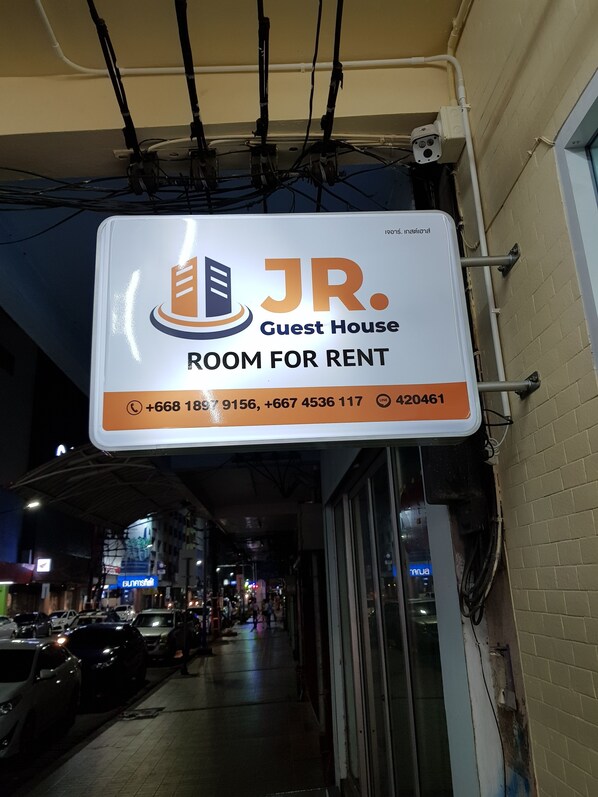 เจอาร์. เกสต์เฮาส์
JR.
Guest House
ROOM FOR RENT
+668 1897 9156, +667 4536 117 LINE 420461